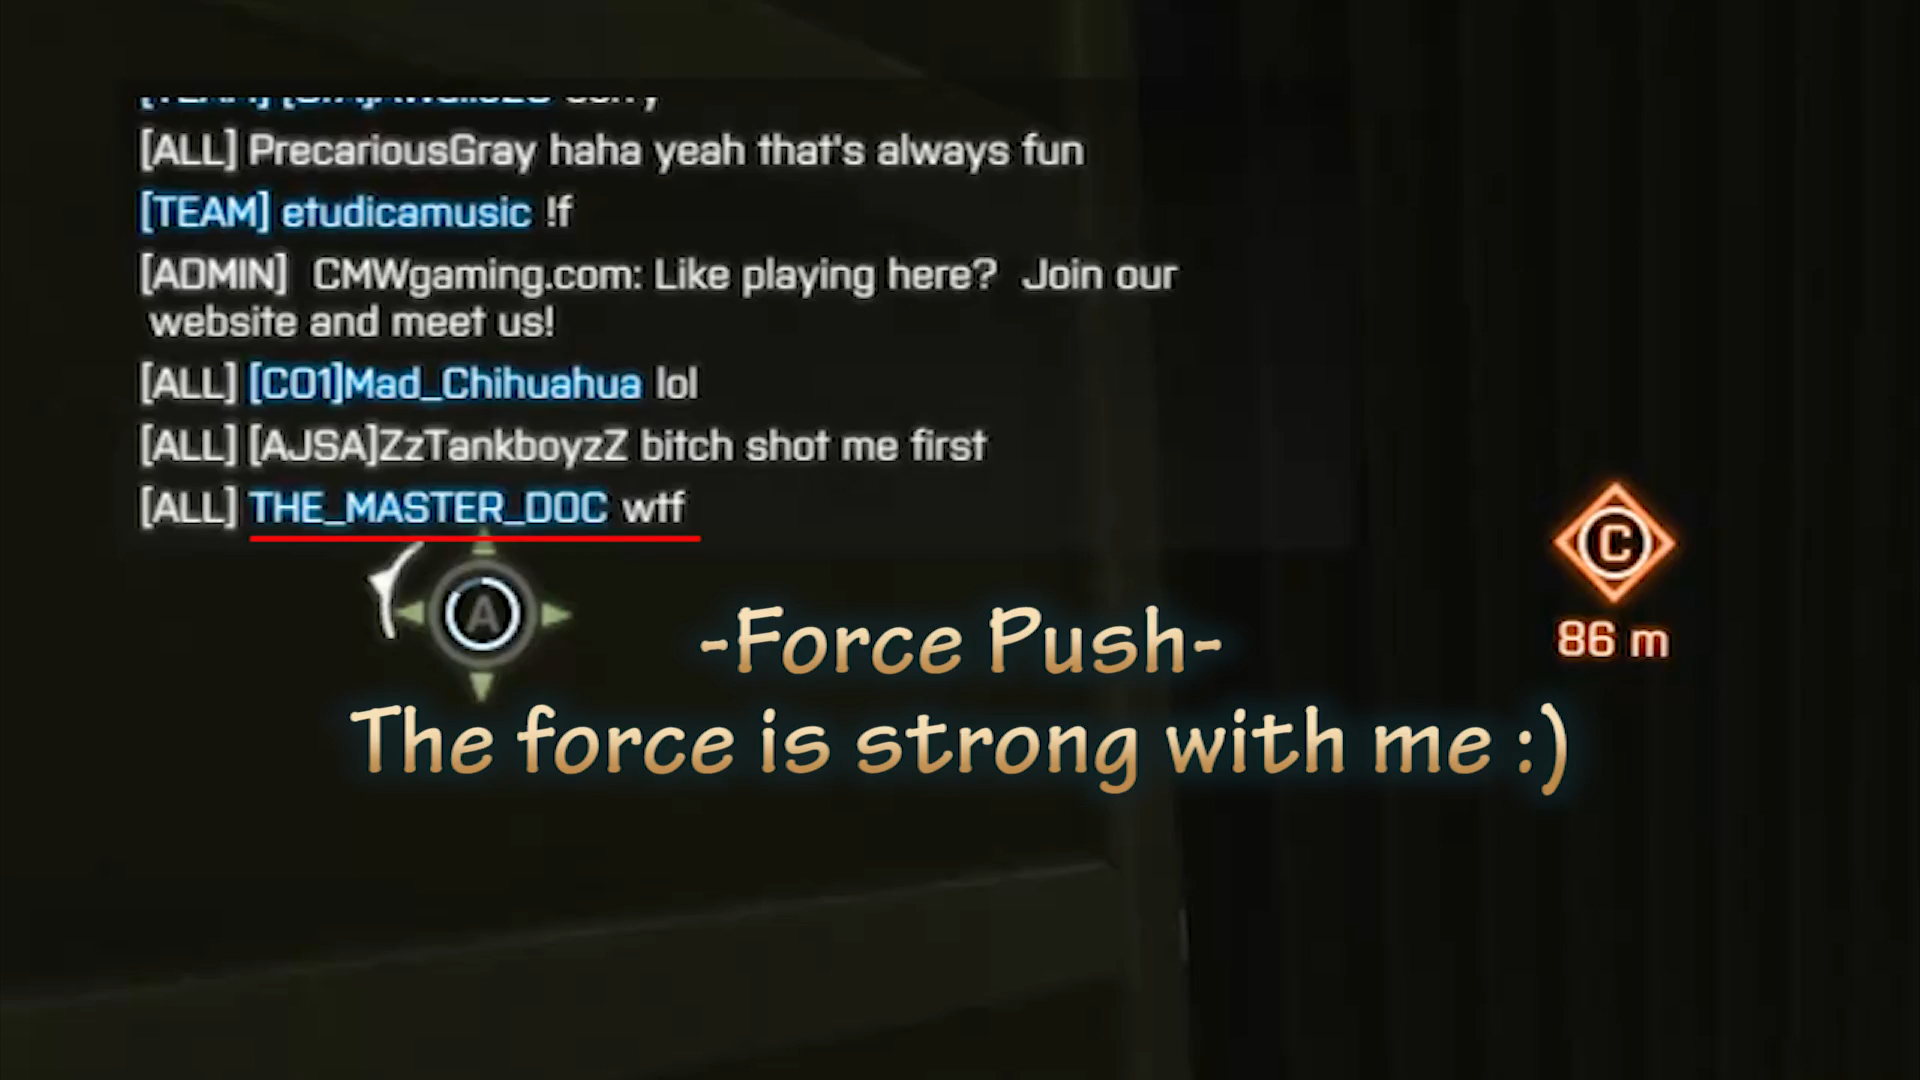 [ALL] PrecariousGray haha yeah that's always fun
[TEAM] etudicamusic !f
[ADMIN]  CMWgaming.com: Like playing here?  Join our
website and meet us!
[ALL] [CO1]Mad_Chihuahua lol
[ALL] [AJSA]ZzTankboyzZ bitch shot me first
[ALL] THE_MASTER_DOC wtf
A
C
86 m
-Force Push-
The force is strong with me :)